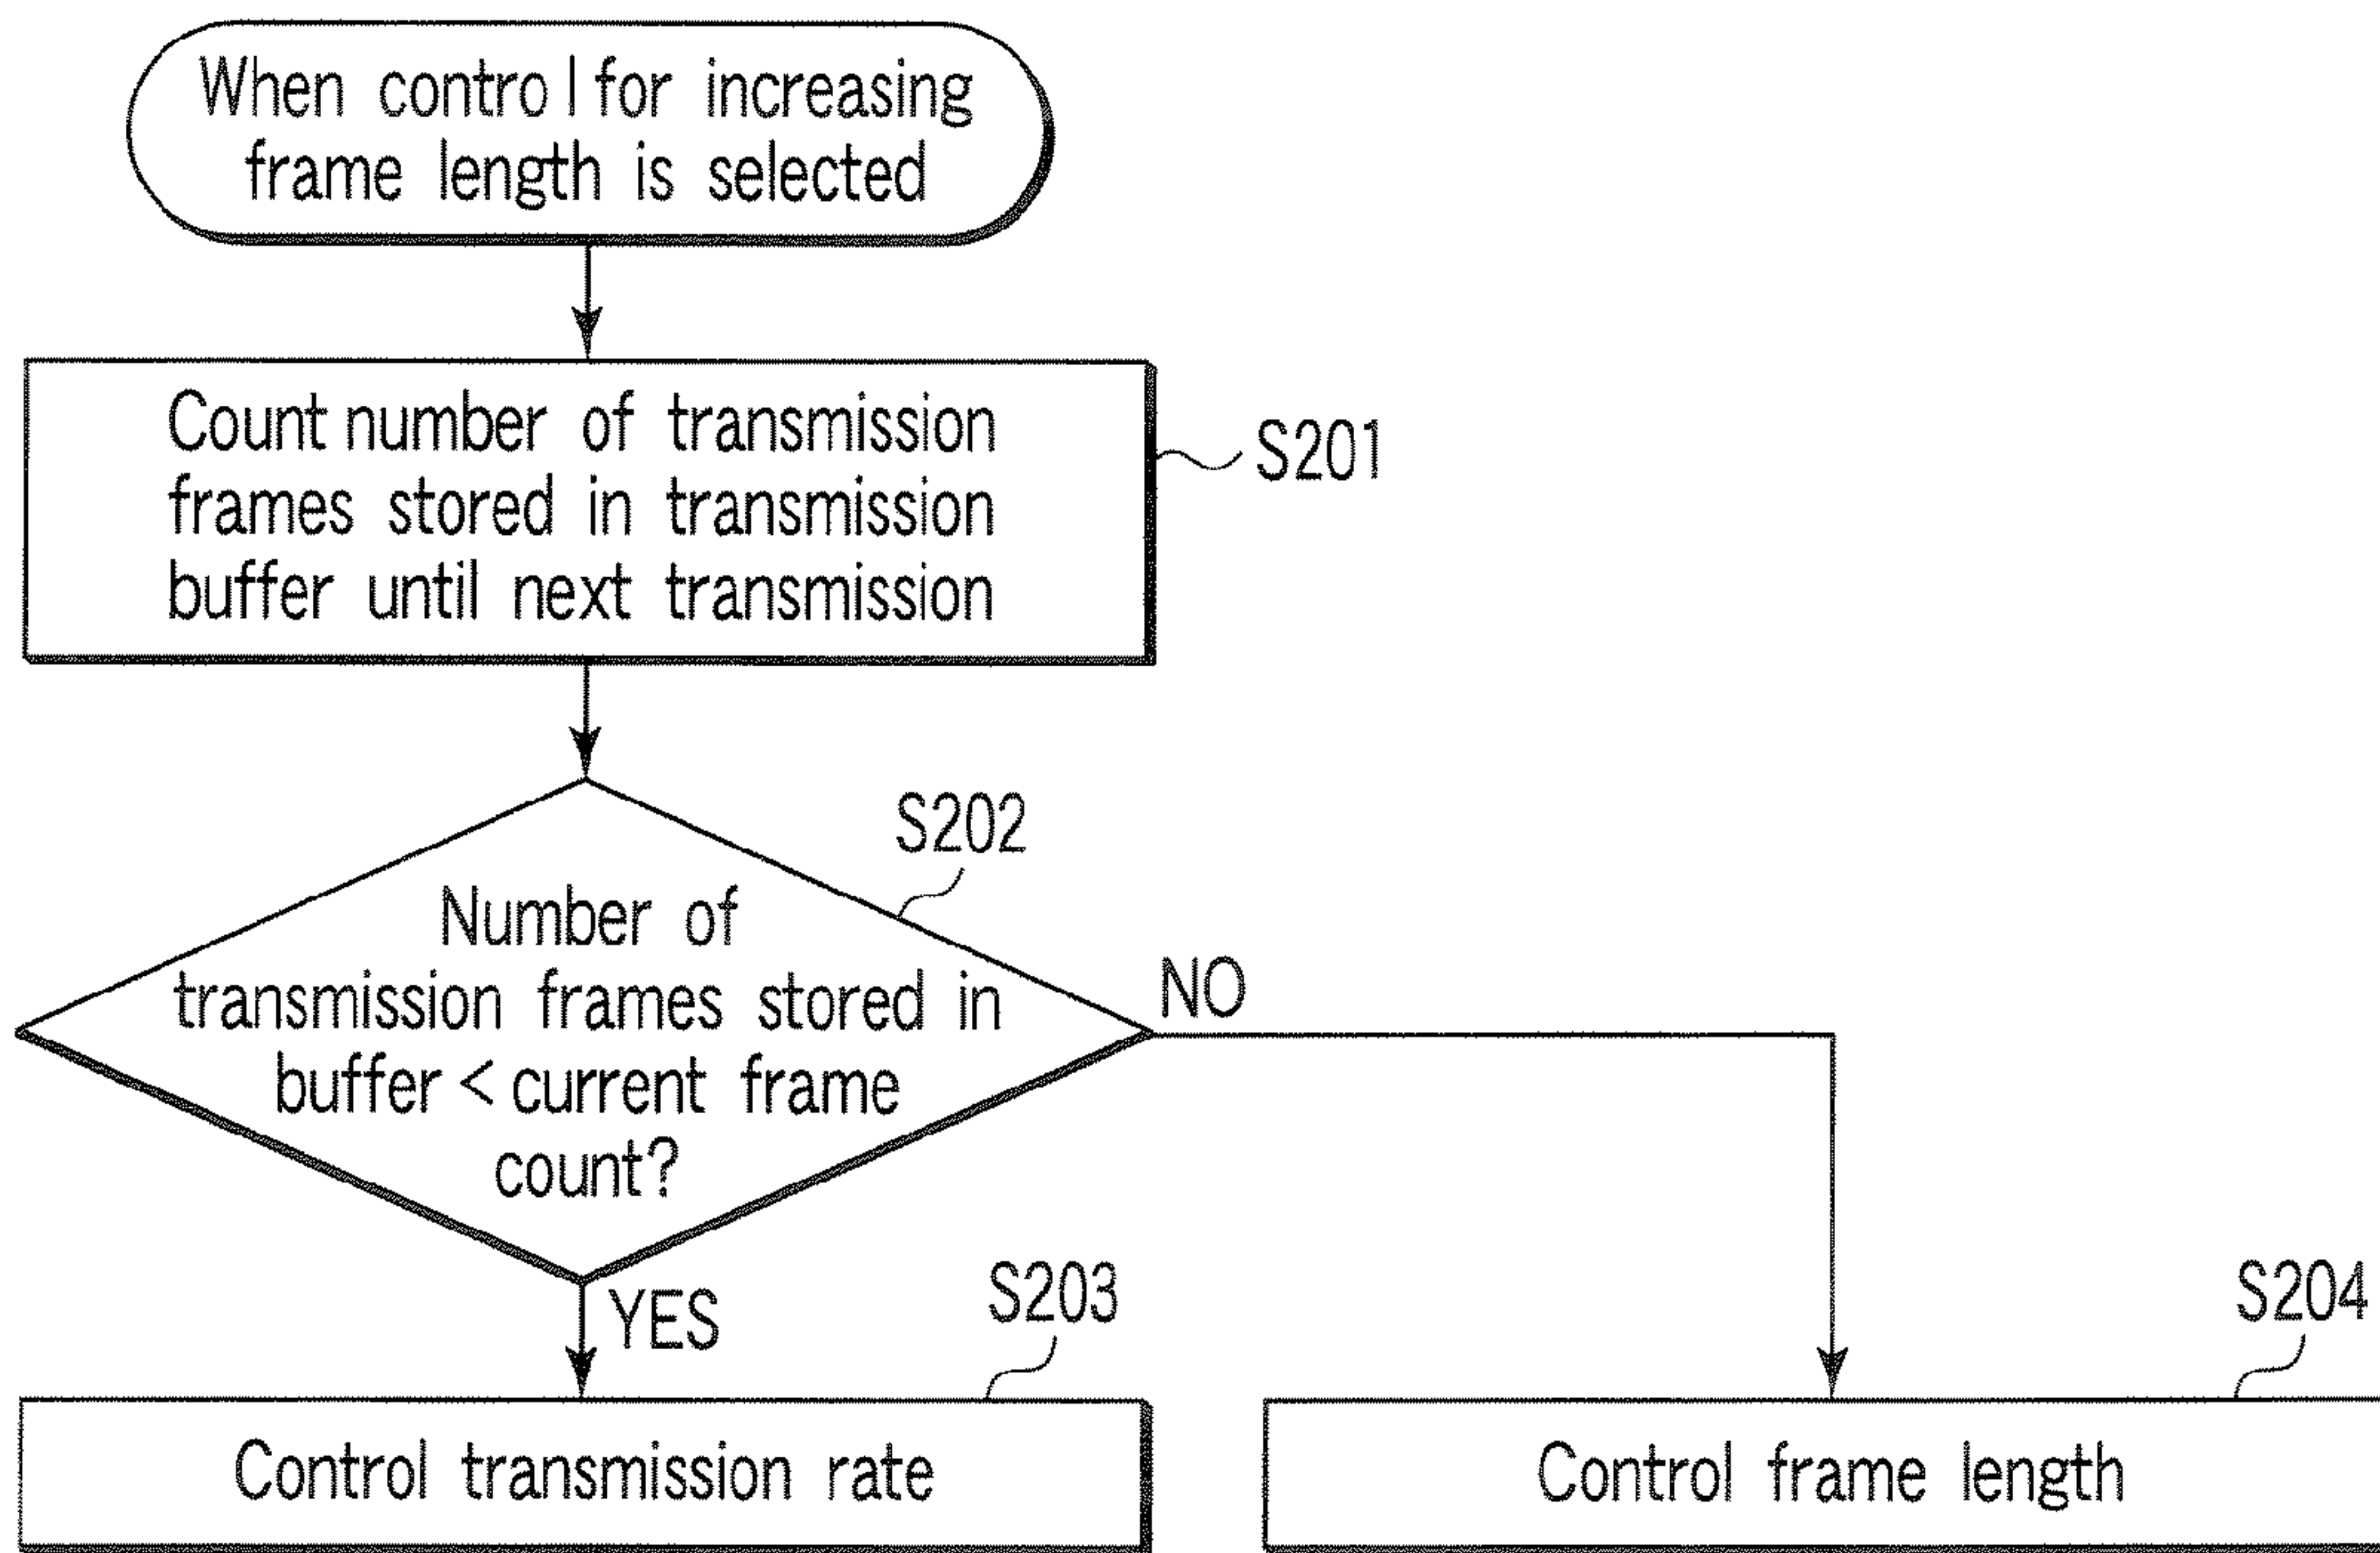 When control for increasing
frame length is selected
Count number of transmission
frames stored in transmission
buffer until next transmission
S201
S202
Number of
transmission frames stored in
buffer < current frame
count?
NO
YES
S203
S204
Control transmission rate
Control frame length